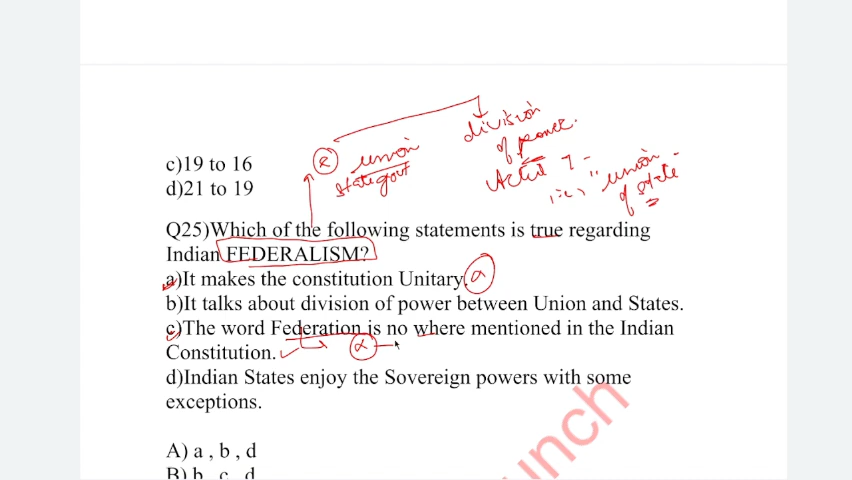 division
of power.
union
state govt
Article 1 -
i.e., "union
of state
c)19 to 16
d)21 to 19
Q25)Which of the following statements is true regarding
Indian FEDERALISM?
a)It makes the constitution Unitary.
b)It talks about division of power between Union and States.
c)The word Federation is no where mentioned in the Indian
Constitution.
d)Indian States enjoy the Sovereign powers with some
exceptions.
A) a , b , d
B) b , c , d
unch